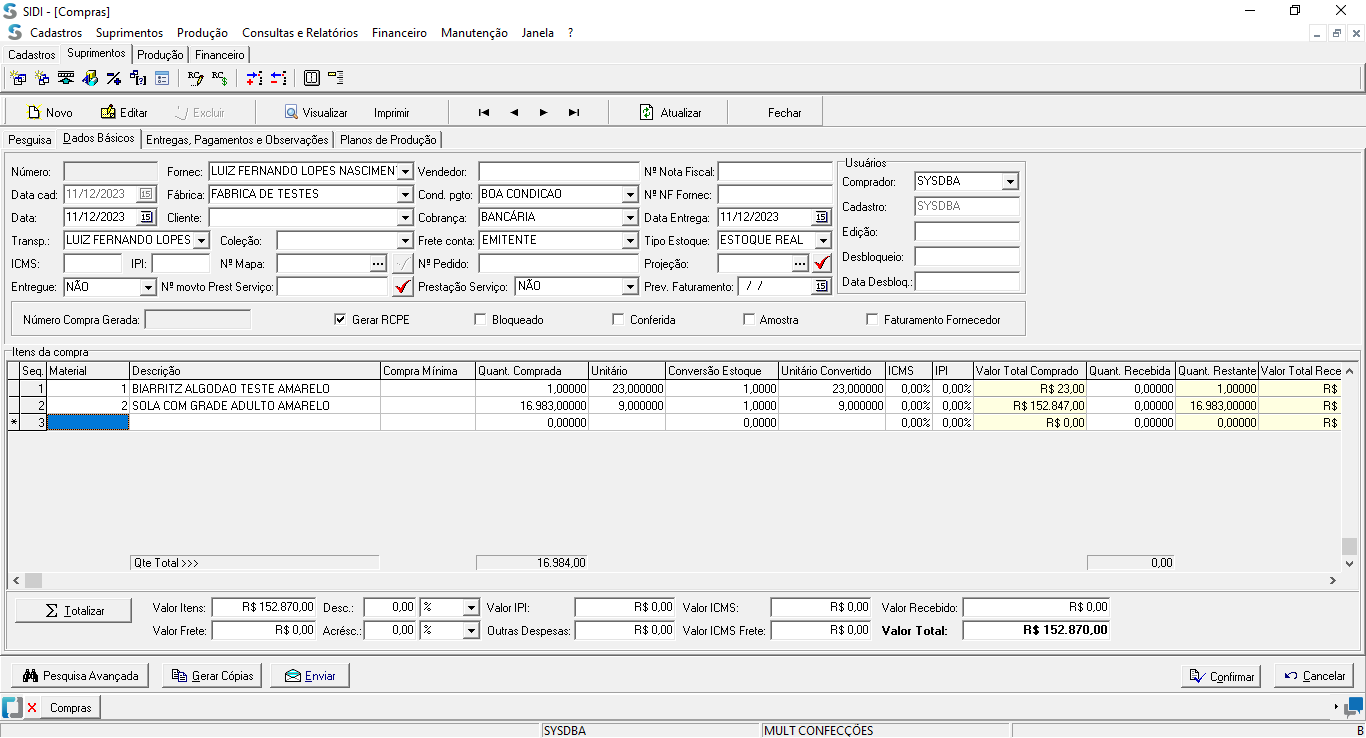 SIDI - [Compras]
Cadastros Suprimentos Produção Consultas e Relatórios Financeiro Manutenção Janela ?
Cadastros Suprimentos Produção Financeiro
Novo Editar Excluir Visualizar Imprimir Atualizar Fechar
Pesquisa Dados Básicos Entregas, Pagamentos e Observações Planos de Produção
Número: Fornec: LUIZ FERNANDO LOPES NASCIMEN Vendedor: Nº Nota Fiscal: Usuários
Comprador: SYSDBA
Data cad: 11/12/2023 15 Fábrica: FABRICA DE TESTES Cond. pgto: BOA CONDICAO Nº NF Fornec:
Cadastro: SYSDBA
Data: 11/12/2023 15 Cliente: Cobrança: BANCÁRIA Data Entrega: 11/12/2023 15
Edição:
Transp.: LUIZ FERNANDO LOPES Coleção: Frete conta: EMITENTE Tipo Estoque: ESTOQUE REAL
Desbloqueio:
ICMS: IPI: Nº Mapa: ... Nº Pedido: Projeção: ...
Data Desbloq.:
Entregue: NÃO Nº movto Prest Serviço: Prestação Serviço: NÃO Prev. Faturamento: / / 15
Número Compra Gerada: Gerar RCPE Bloqueado Conferida Amostra Faturamento Fornecedor
Itens da compra
Seq. Material Descrição Compra Mínima Quant. Comprada Unitário Conversão Estoque Unitário Convertido ICMS IPI Valor Total Comprado Quant. Recebida Quant. Restante Valor Total Rece
1 1 BIARRITZ ALGODAO TESTE AMARELO 1,00000 23,000000 1,0000 23,000000 0,00% 0,00% R$ 23,00 0,00000 1,00000 R$
2 2 SOLA COM GRADE ADULTO AMARELO 16.983,00000 9,000000 1,0000 9,000000 0,00% 0,00% R$ 152.847,00 0,00000 16.983,00000 R$
* 3 0,00000 0,0000 0,00% 0,00% R$ 0,00 0,00000 0,00000 R$
Qte Total >>> 16.984,00 0,00
Σ Totalizar Valor Itens: R$ 152.870,00 Desc.: 0,00 % Valor IPI: R$ 0,00 Valor ICMS: R$ 0,00 Valor Recebido: R$ 0,00
Valor Frete: R$ 0,00 Acrésc.: 0,00 % Outras Despesas: R$ 0,00 Valor ICMS Frete: R$ 0,00 Valor Total: R$ 152.870,00
Pesquisa Avançada Gerar Cópias Enviar Confirmar Cancelar
Compras
SYSDBA MULT CONFECÇÕES B